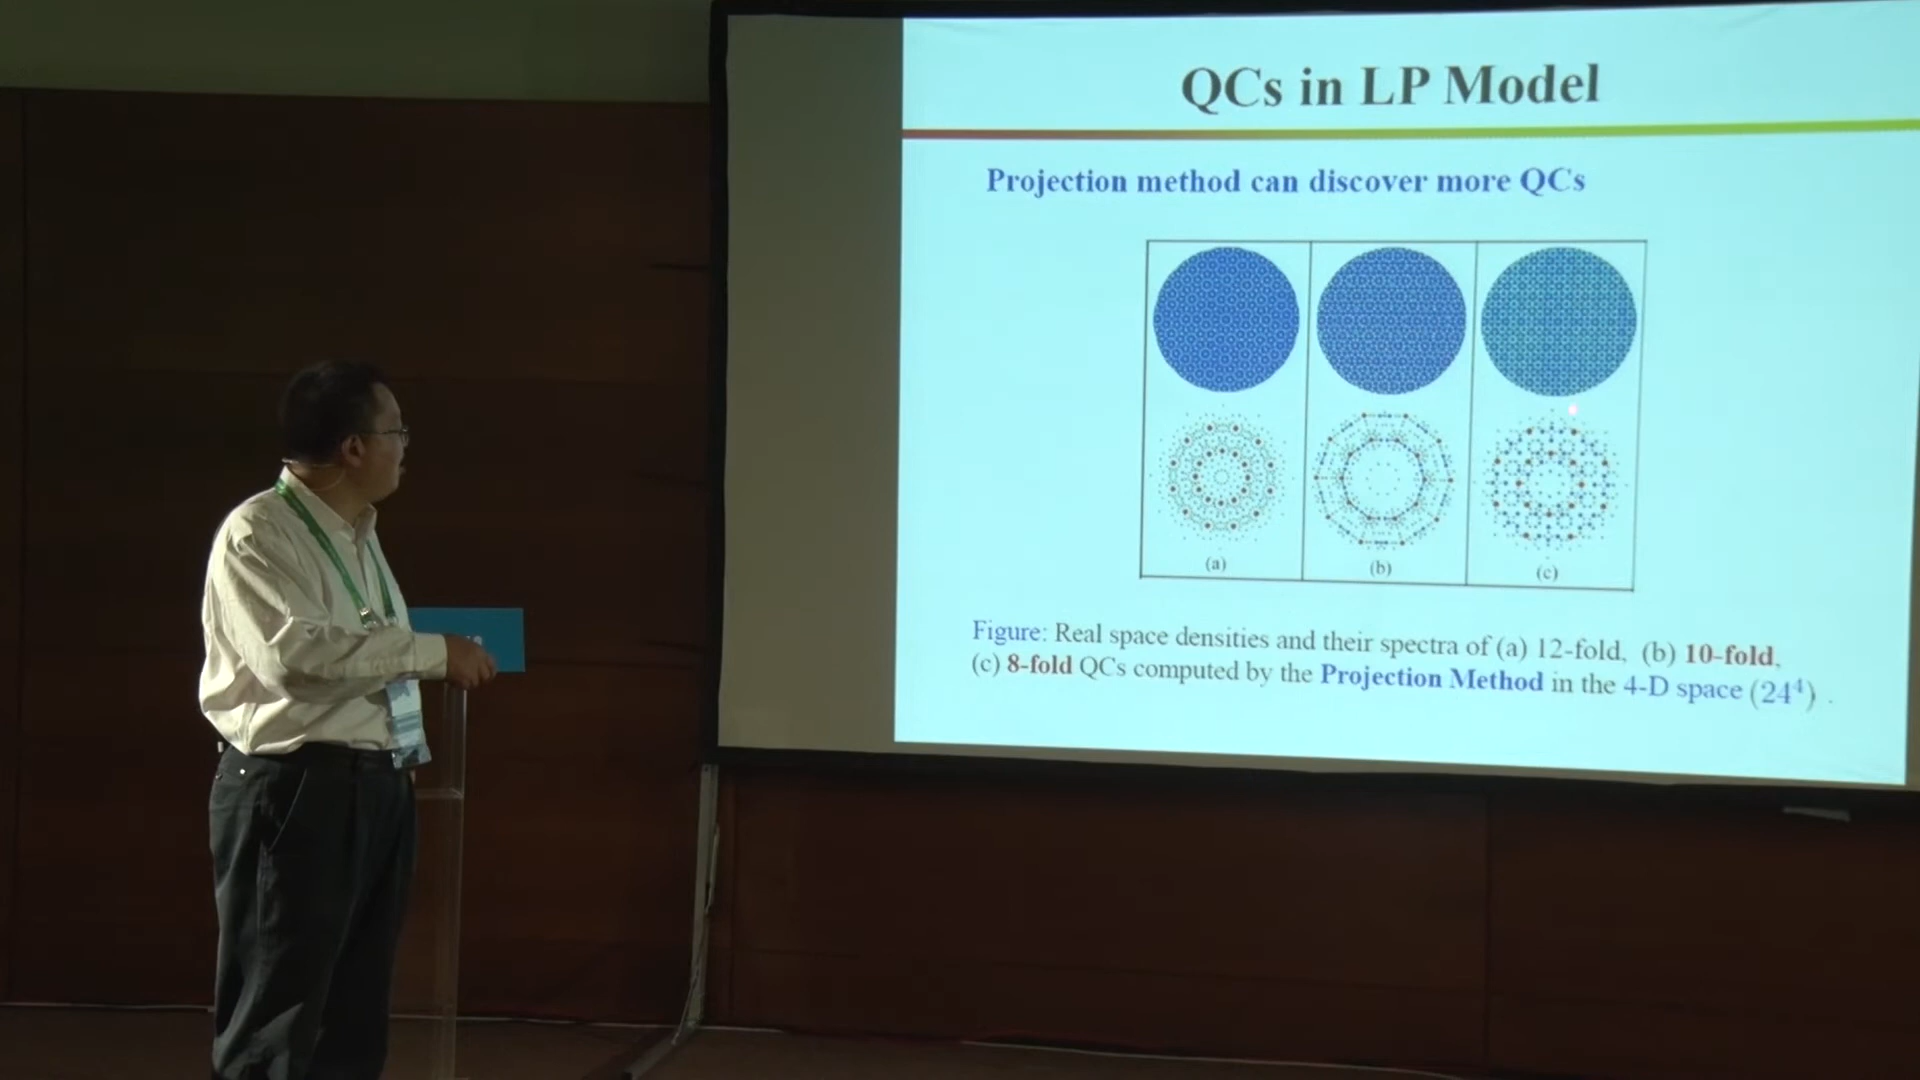 QCs in LP Model
Projection method can discover more QCs
(a) (b) (c)
Figure: Real space densities and their spectra of (a) 12-fold, (b) 10-fold,
(c) 8-fold QCs computed by the Projection Method in the 4-D space (24⁴) .